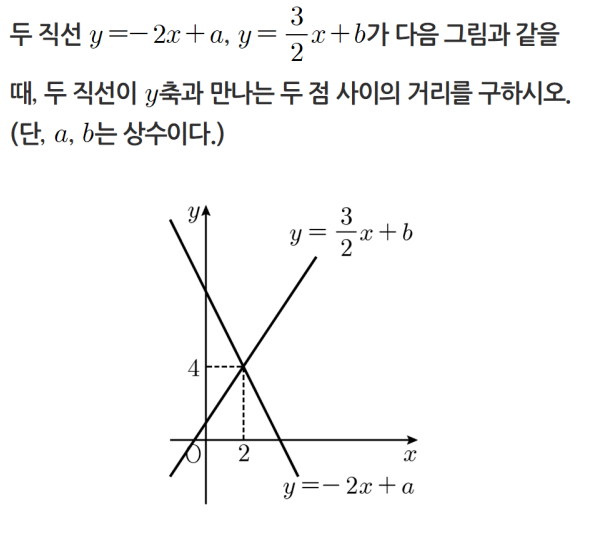 두 직선 y=-2x+a, y=3/2x+b가 다음 그림과 같을
때, 두 직선이 y축과 만나는 두 점 사이의 거리를 구하시오.
(단, a, b는 상수이다.)
y
y=3/2x+b
4
O
2
x
y=-2x+a